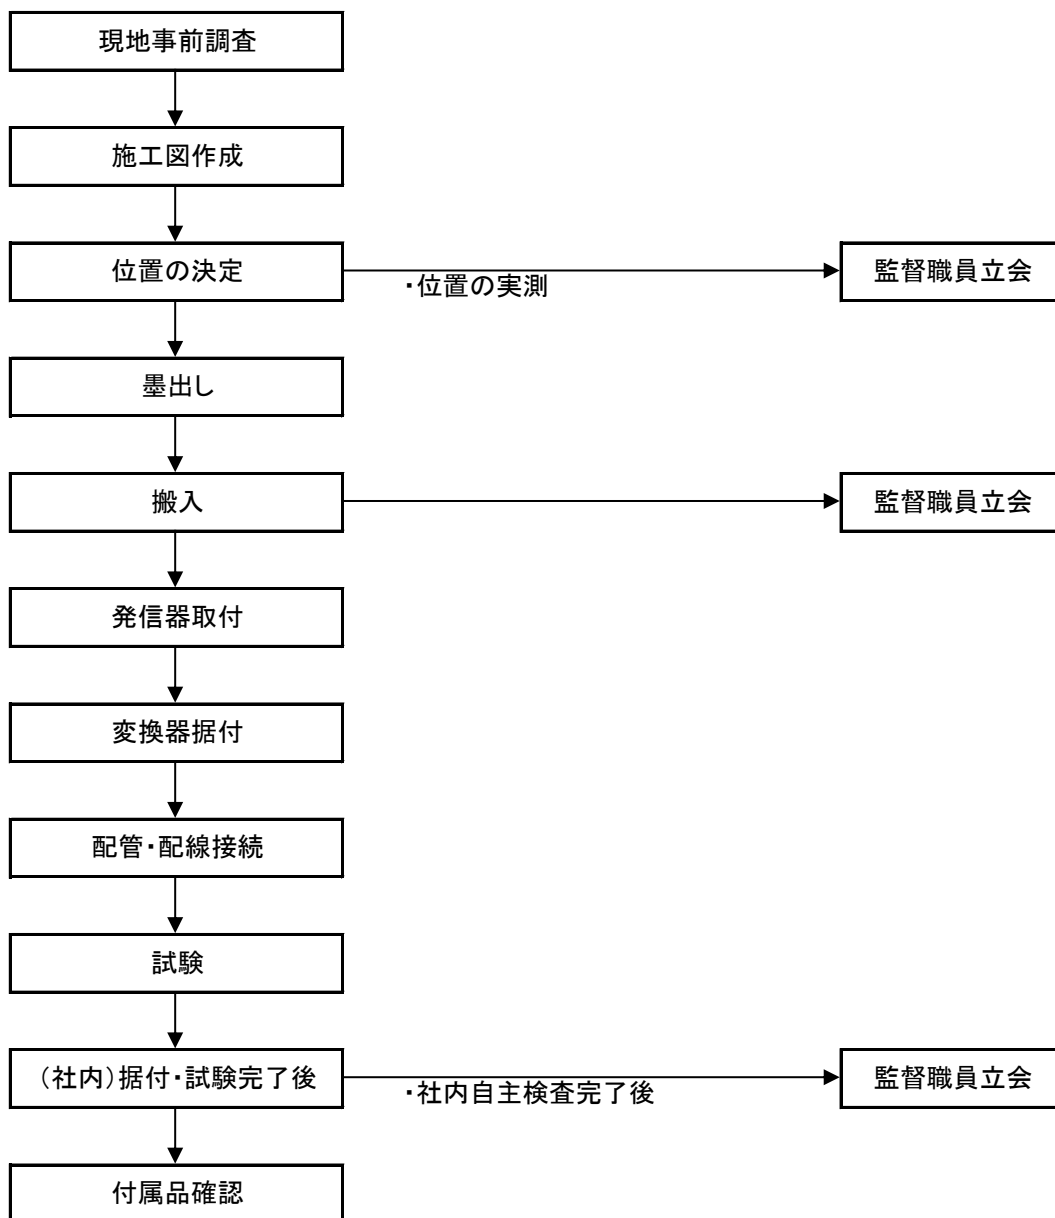 現地事前調査
施工図作成
位置の決定
・位置の実測
監督職員立会
墨出し
搬入
監督職員立会
発信器取付
変換器据付
配管・配線接続
試験
（社内）据付・試験完了後
・社内自主検査完了後
監督職員立会
付属品確認